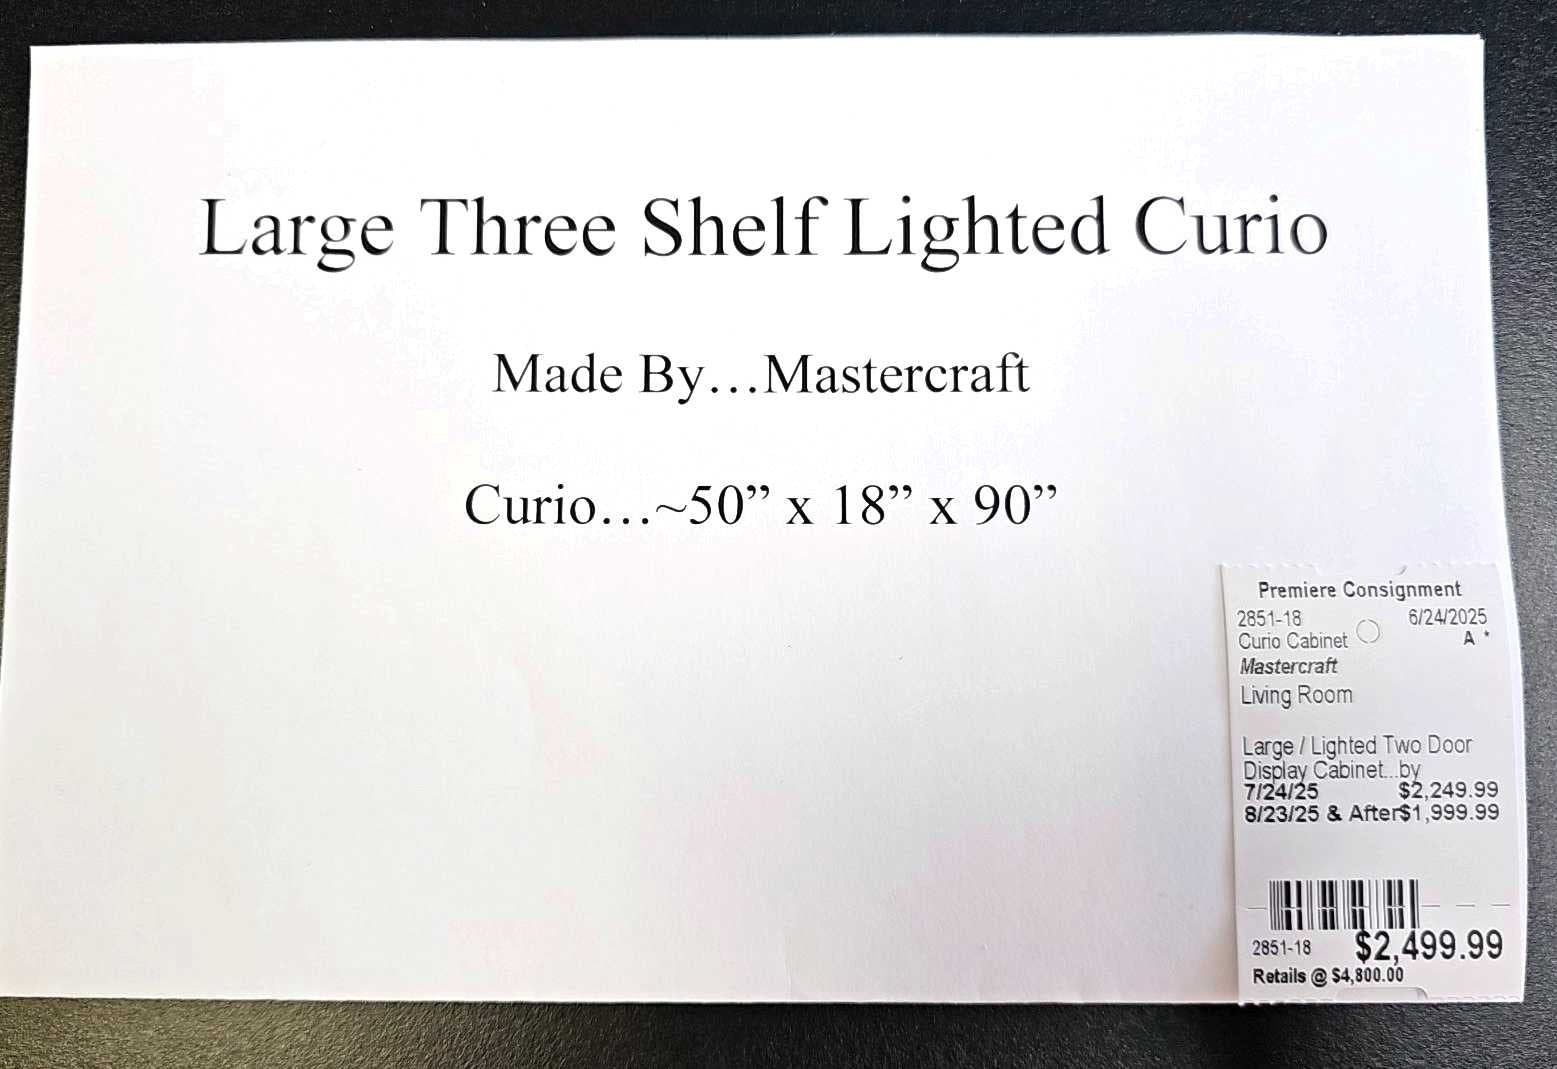 Large Three Shelf Lighted Curio
Made By…Mastercraft
Curio…~50” x 18” x 90”
Premiere Consignment
2851-18 6/24/2025
Curio Cabinet A *
Mastercraft
Living Room
Large / Lighted Two Door
Display Cabinet...by
7/24/25 $2,249.99
8/23/25 & After$1,999.99
2851-18 $2,499.99
Retails @ $4,800.00